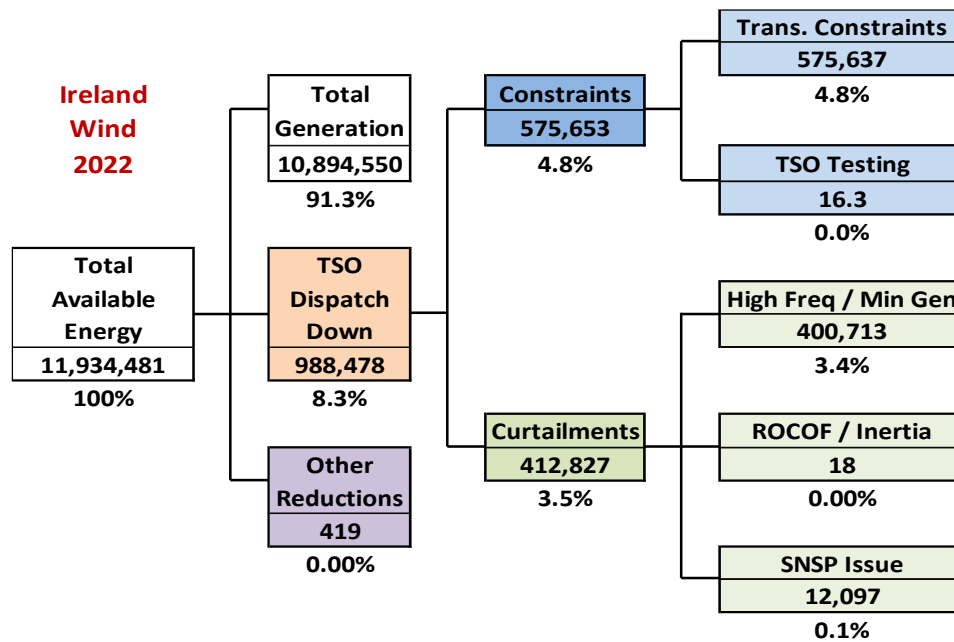 Ireland
Wind
2022
Total
Available
Energy
11,934,481
100%
Total
Generation
10,894,550
91.3%
TSO
Dispatch
Down
988,478
8.3%
Other
Reductions
419
0.00%
Constraints
575,653
4.8%
Curtailments
412,827
3.5%
Trans. Constraints
575,637
4.8%
TSO Testing
16.3
0.0%
High Freq / Min Gen
400,713
3.4%
ROCOF / Inertia
18
0.00%
SNSP Issue
12,097
0.1%